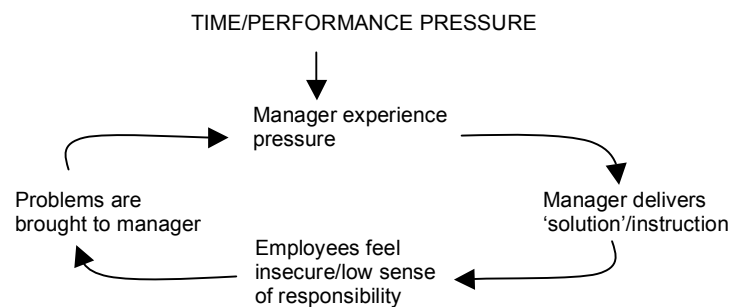 TIME/PERFORMANCE PRESSURE
Manager experience
pressure
Manager delivers
‘solution’/instruction
Employees feel
insecure/low sense
of responsibility
Problems are
brought to manager